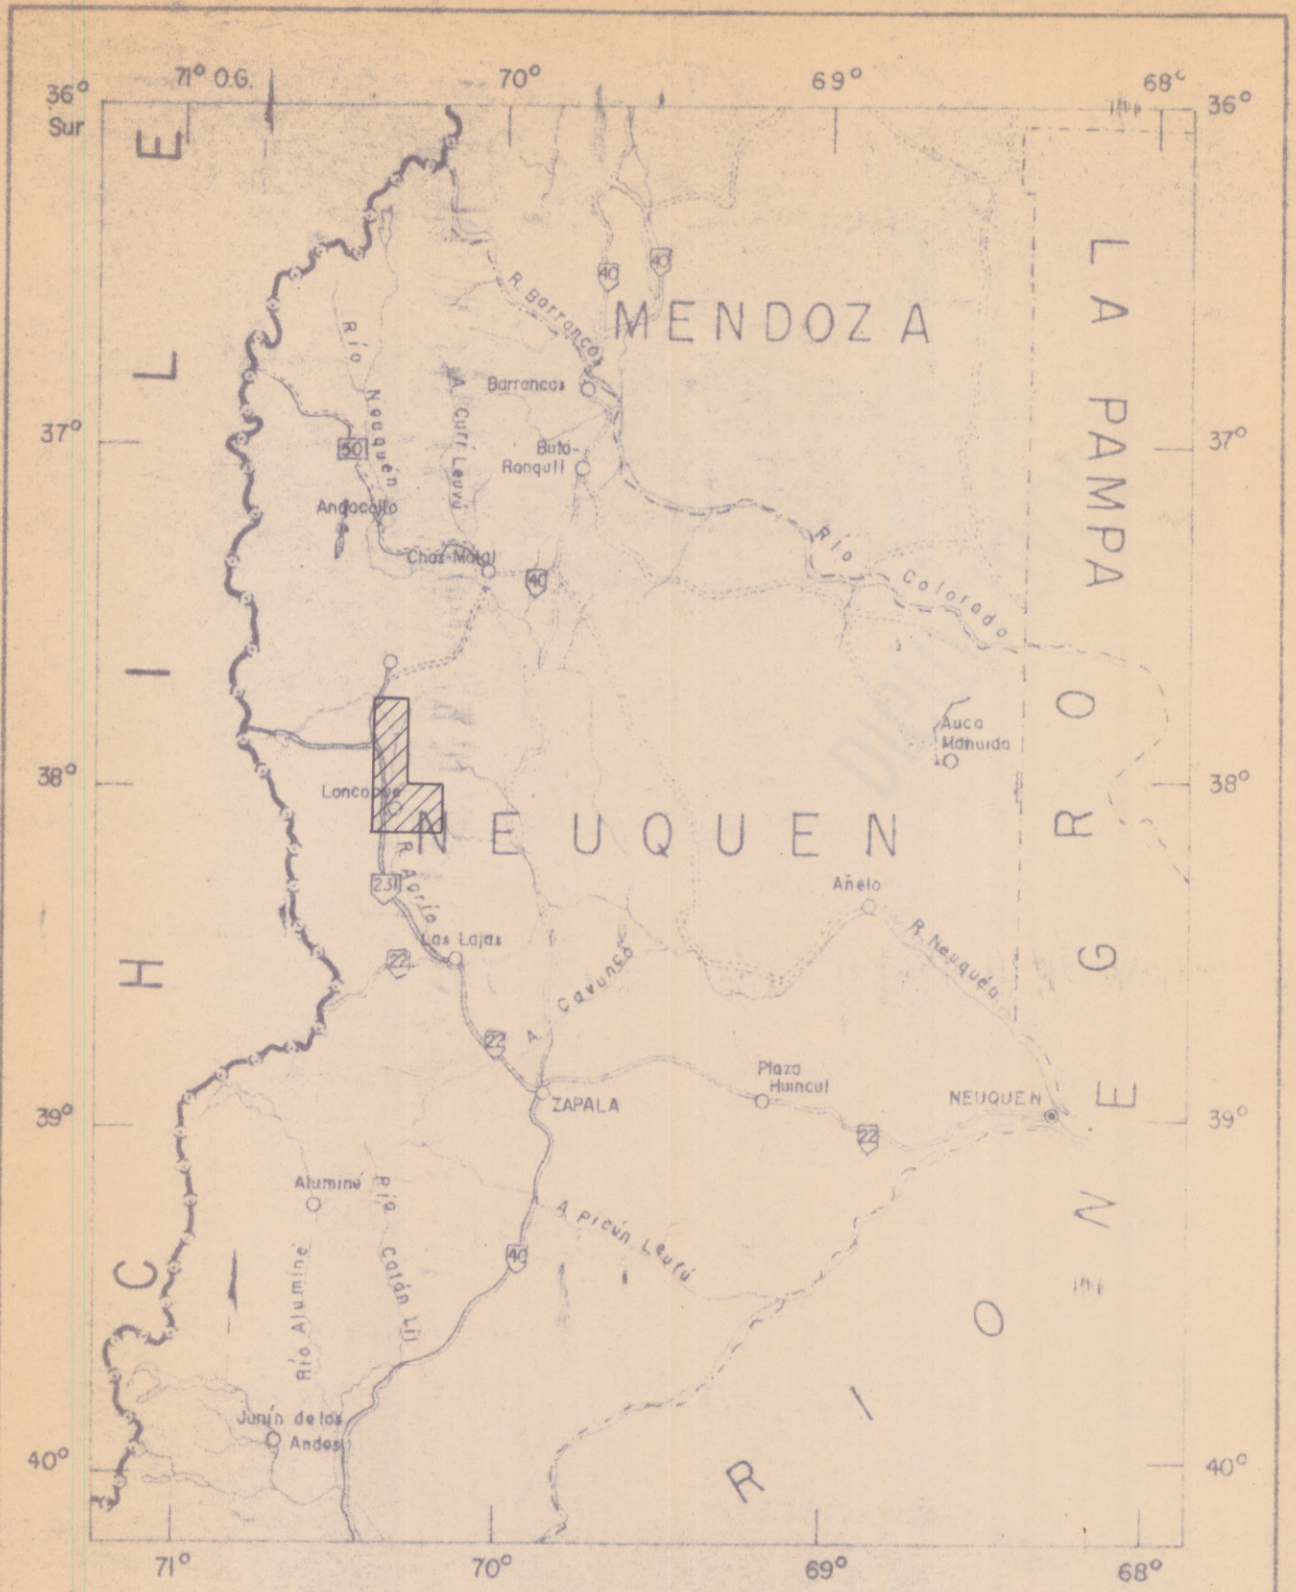 71° O.G.
70°
69°
68°
36°
Sur
36°
CHILE
MENDOZA
LA PAMPA
40
40
R. Barrancas
Río Neuquén
A. Curí Leuvú
Barrancas
37°
37°
50
Buta-
Ranquil
Andacollo
Chos-Malal
40
Río Colorado
Auca
Mahuida
38°
38°
Loncopue
NEUQUEN
RIO NEGRO
231
R. Agrio
Añelo
R. Neuquén
Las Lajas
22
22
A. Covunco
Plaza
Huincul
NEUQUEN
ZAPALA
39°
39°
22
Aluminé
Río Aluminé
Río Catán Lil
A. Picún Leufú
40
Junín de los
Andes
40°
40°
71°
70°
69°
68°